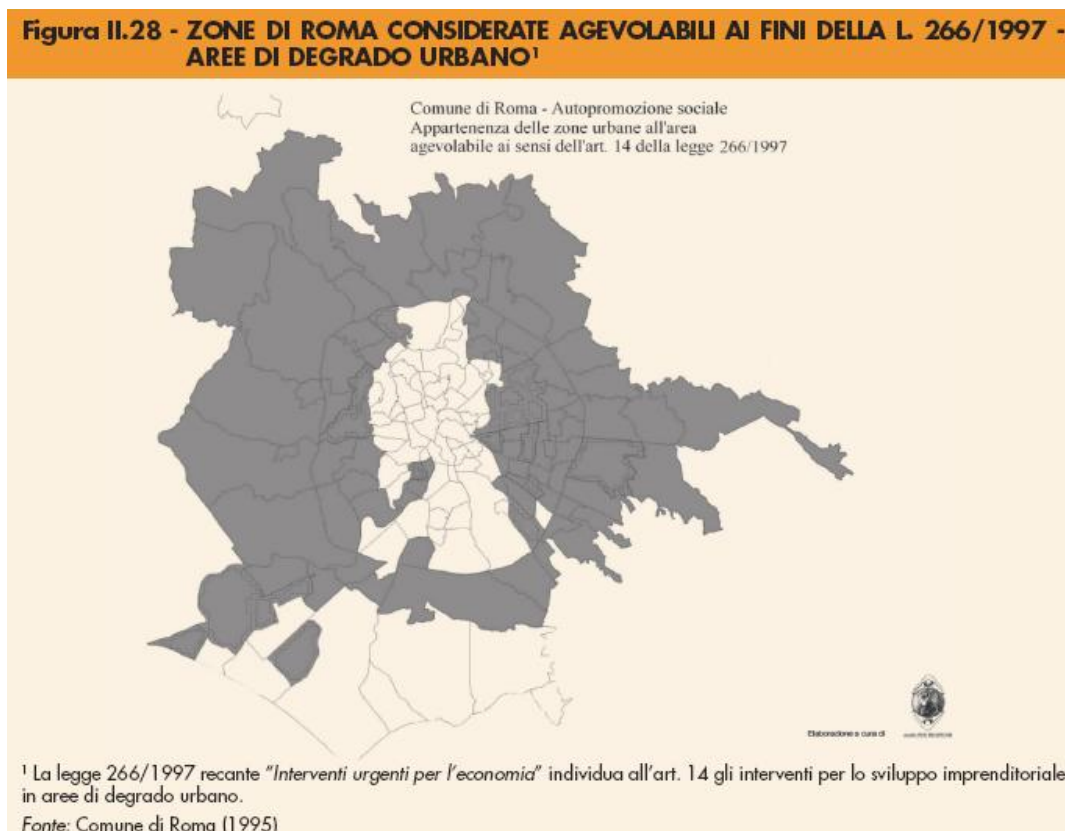 Figura II.28 - ZONE DI ROMA CONSIDERATE AGEVOLABILI AI FINI DELLA L. 266/1997 -
AREE DI DEGRADO URBANO¹
Comune di Roma - Autopromozione sociale
Appartenenza delle zone urbane all'area
agevolabile ai sensi dell'art. 14 della legge 266/1997
Elaborazione a cura di
¹ La legge 266/1997 recante "Interventi urgenti per l'economia" individua all'art. 14 gli interventi per lo sviluppo imprenditoriale
in aree di degrado urbano.
Fonte: Comune di Roma (1995)